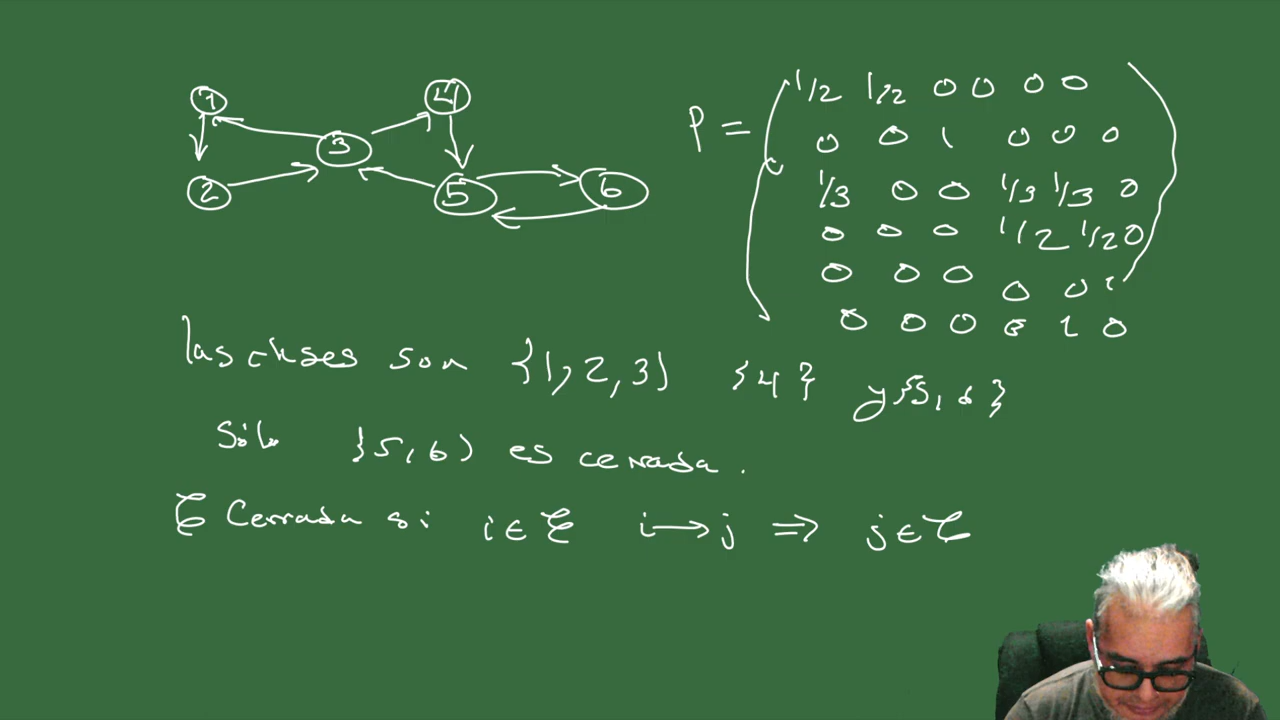 1 4
3
2 5 6
P =
1/2 1/2 0 0 0 0
0 0 1 0 0 0
1/3 0 0 1/3 1/3 0
0 0 0 1/2 1/2 0
0 0 0 0 0 1
0 0 0 0 1 0
las clases son {1, 2, 3} {4} y {5, 6}
Sólo {5, 6} es cerrada.
C Cerrada si i ∈ C i → j ⇒ j ∈ C